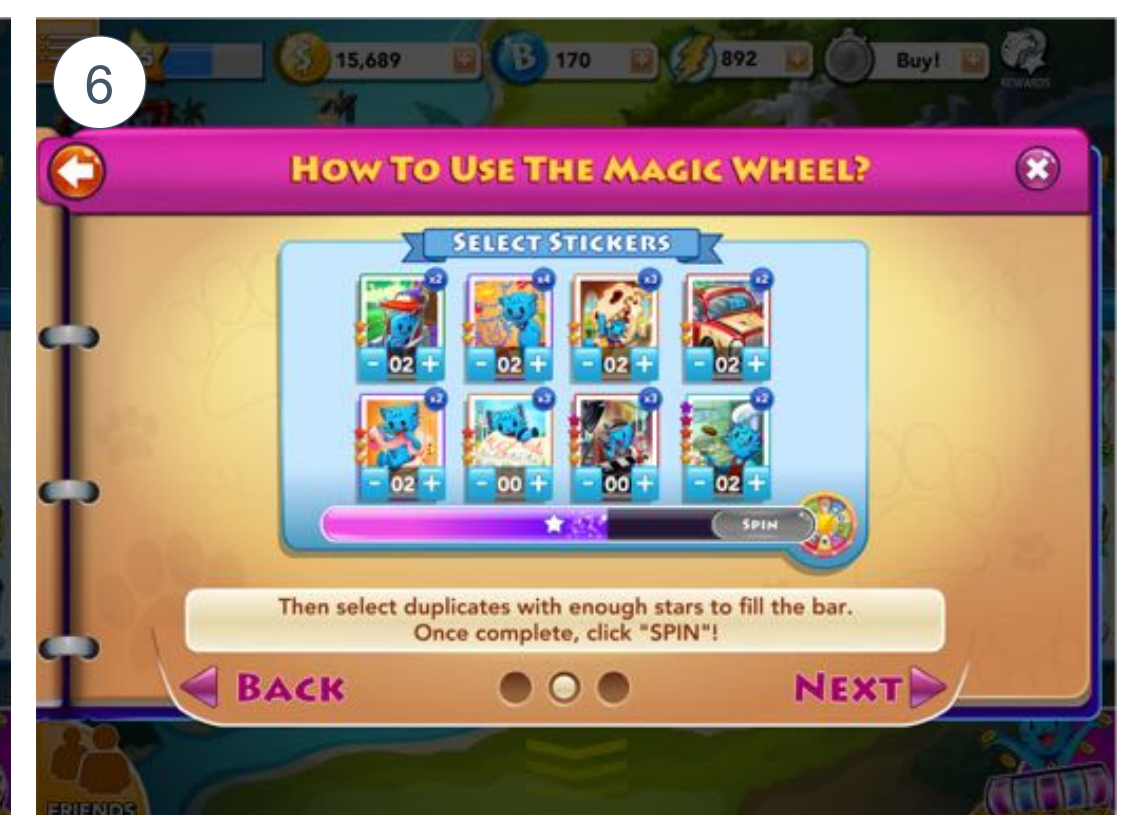 6
15,689
170
892
Buy!
REWARDS
HOW TO USE THE MAGIC WHEEL?
SELECT STICKERS
x2 x4 x3 x2
- 02 + - 02 + - 02 + - 02 +
x2 x3 x3 x2
- 02 + - 00 + - 00 + - 02 +
SPIN
Then select duplicates with enough stars to fill the bar.
Once complete, click "SPIN"!
BACK
NEXT
FRIENDS